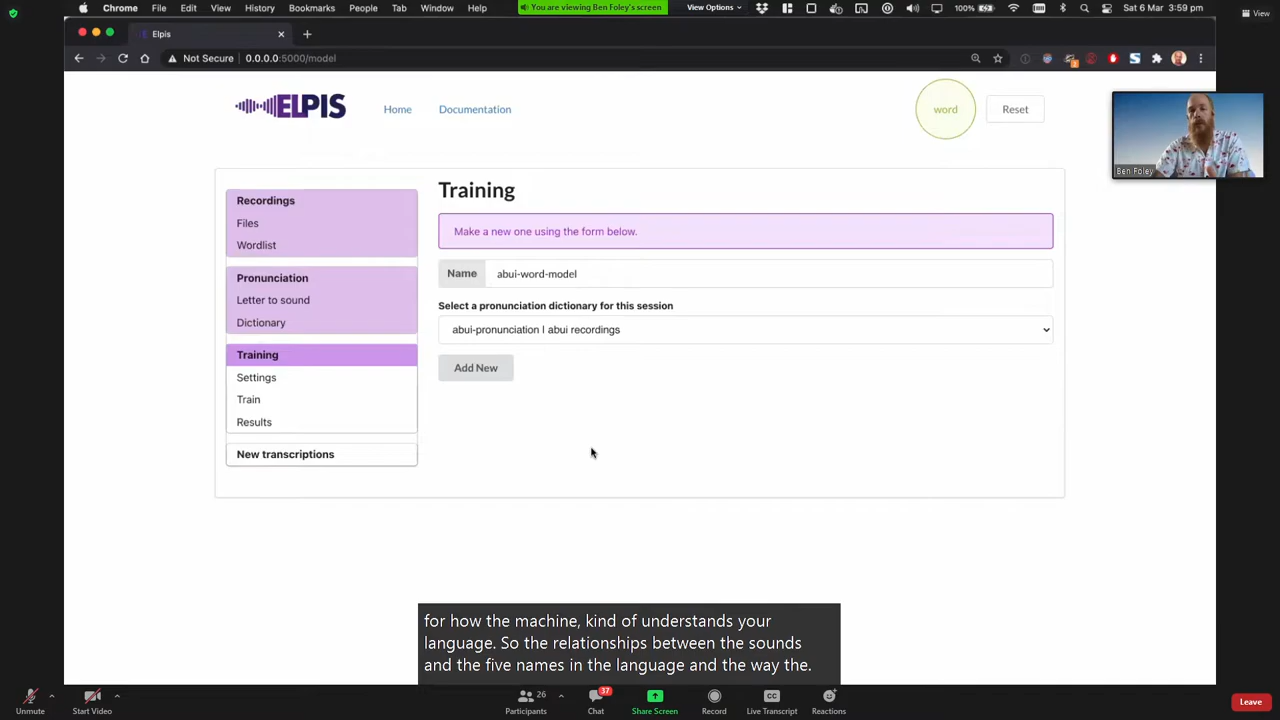 Chrome File Edit View History Bookmarks People Tab Window Help
You are viewing Ben Foley's screen
View Options
100%
Sat 6 Mar 3:59 pm
View
Elpis
Not Secure 0.0.0.0:5000/model
ELPIS
Home Documentation
word
Reset
Ben Foley
Recordings
Files
Wordlist
Pronunciation
Letter to sound
Dictionary
Training
Settings
Train
Results
New transcriptions
Training
Make a new one using the form below.
Name abui-word-model
Select a pronunciation dictionary for this session
abui-pronunciation | abui recordings
Add New
for how the machine, kind of understands your
language. So the relationships between the sounds
and the five names in the language and the way the.
Unmute
Start Video
Participants 26
Chat 37
Share Screen
Record
CC
Live Transcript
Reactions
Leave